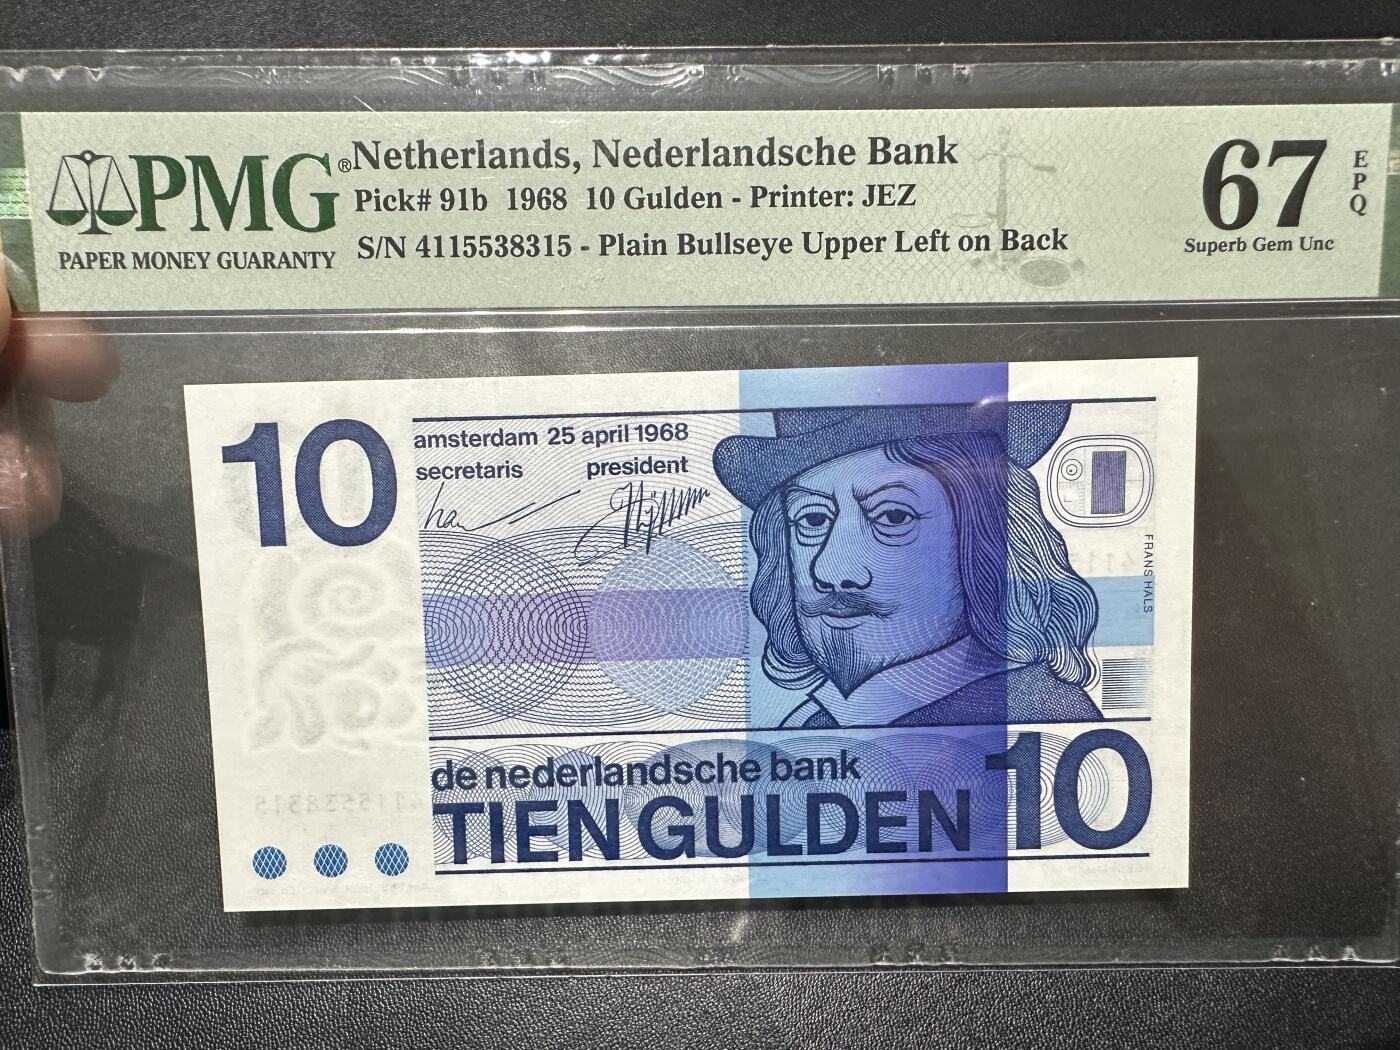 PMG®
PAPER MONEY GUARANTY
Netherlands, Nederlandsche Bank
Pick# 91b 1968 10 Gulden - Printer: JEZ
S/N 4115538315 - Plain Bullseye Upper Left on Back
67
EPQ
Superb Gem Unc
10
amsterdam 25 april 1968
secretaris president
FRANS HALS
de nederlandsche bank
TIEN GULDEN 10